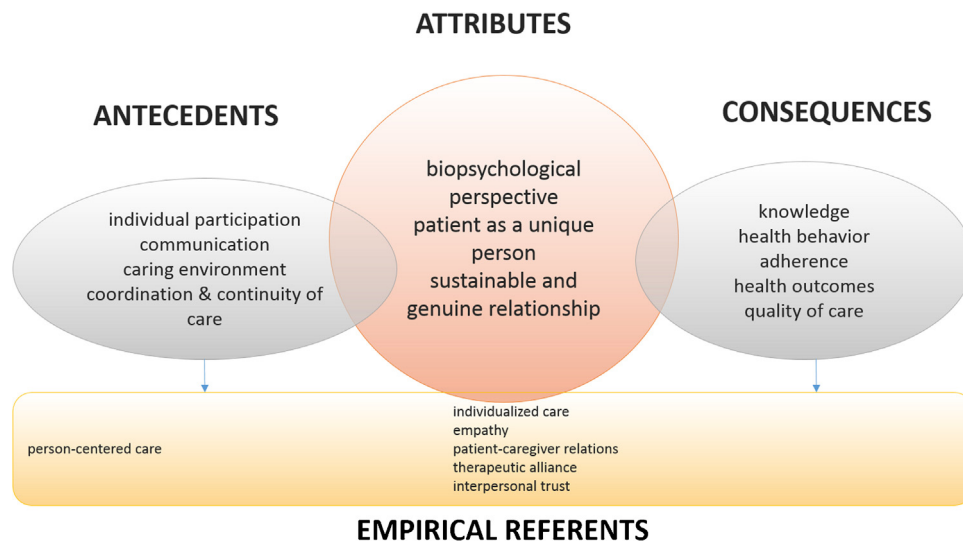 ATTRIBUTES
ANTECEDENTS
CONSEQUENCES
individual participation
communication
caring environment
coordination & continuity of
care
biopsychological
perspective
patient as a unique
person
sustainable and
genuine relationship
knowledge
health behavior
adherence
health outcomes
quality of care
person-centered care
individualized care
empathy
patient-caregiver relations
therapeutic alliance
interpersonal trust
EMPIRICAL REFERENTS